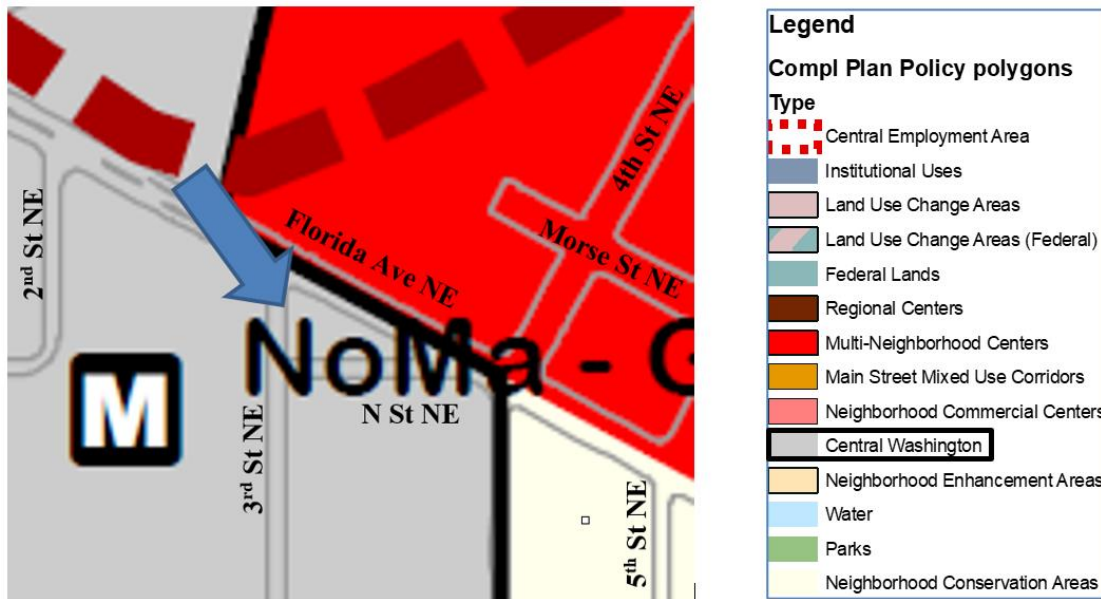 4th St NE
2nd St NE
Florida Ave NE
Morse St NE
NoMa - G
M
N St NE
3rd St NE
5th St NE
Legend
Compl Plan Policy polygons
Type
Central Employment Area
Institutional Uses
Land Use Change Areas
Land Use Change Areas (Federal)
Federal Lands
Regional Centers
Multi-Neighborhood Centers
Main Street Mixed Use Corridors
Neighborhood Commercial Centers
Central Washington
Neighborhood Enhancement Areas
Water
Parks
Neighborhood Conservation Areas